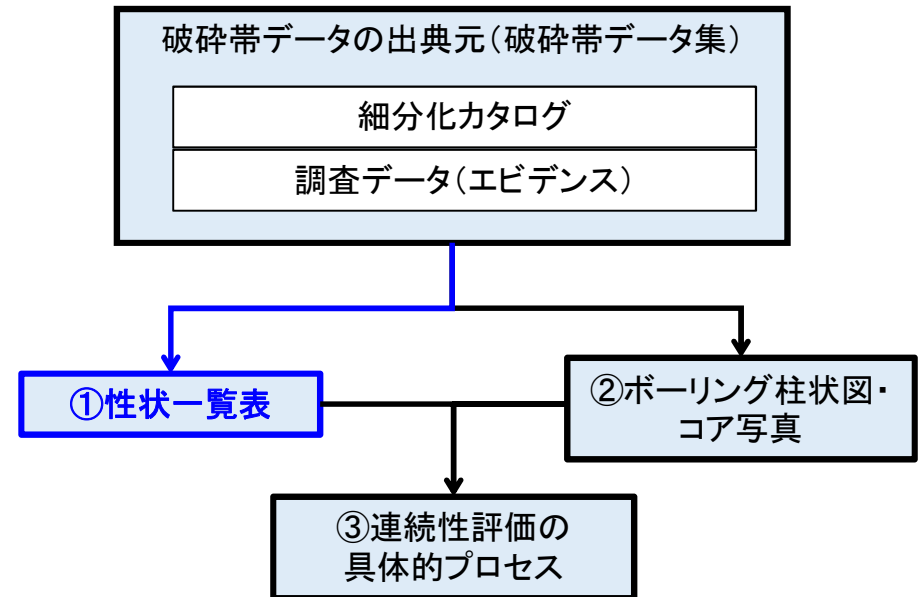 破砕帯データの出典元(破砕帯データ集)
細分化カタログ
調査データ(エビデンス)
①性状一覧表
②ボーリング柱状図・
コア写真
③連続性評価の
具体的プロセス